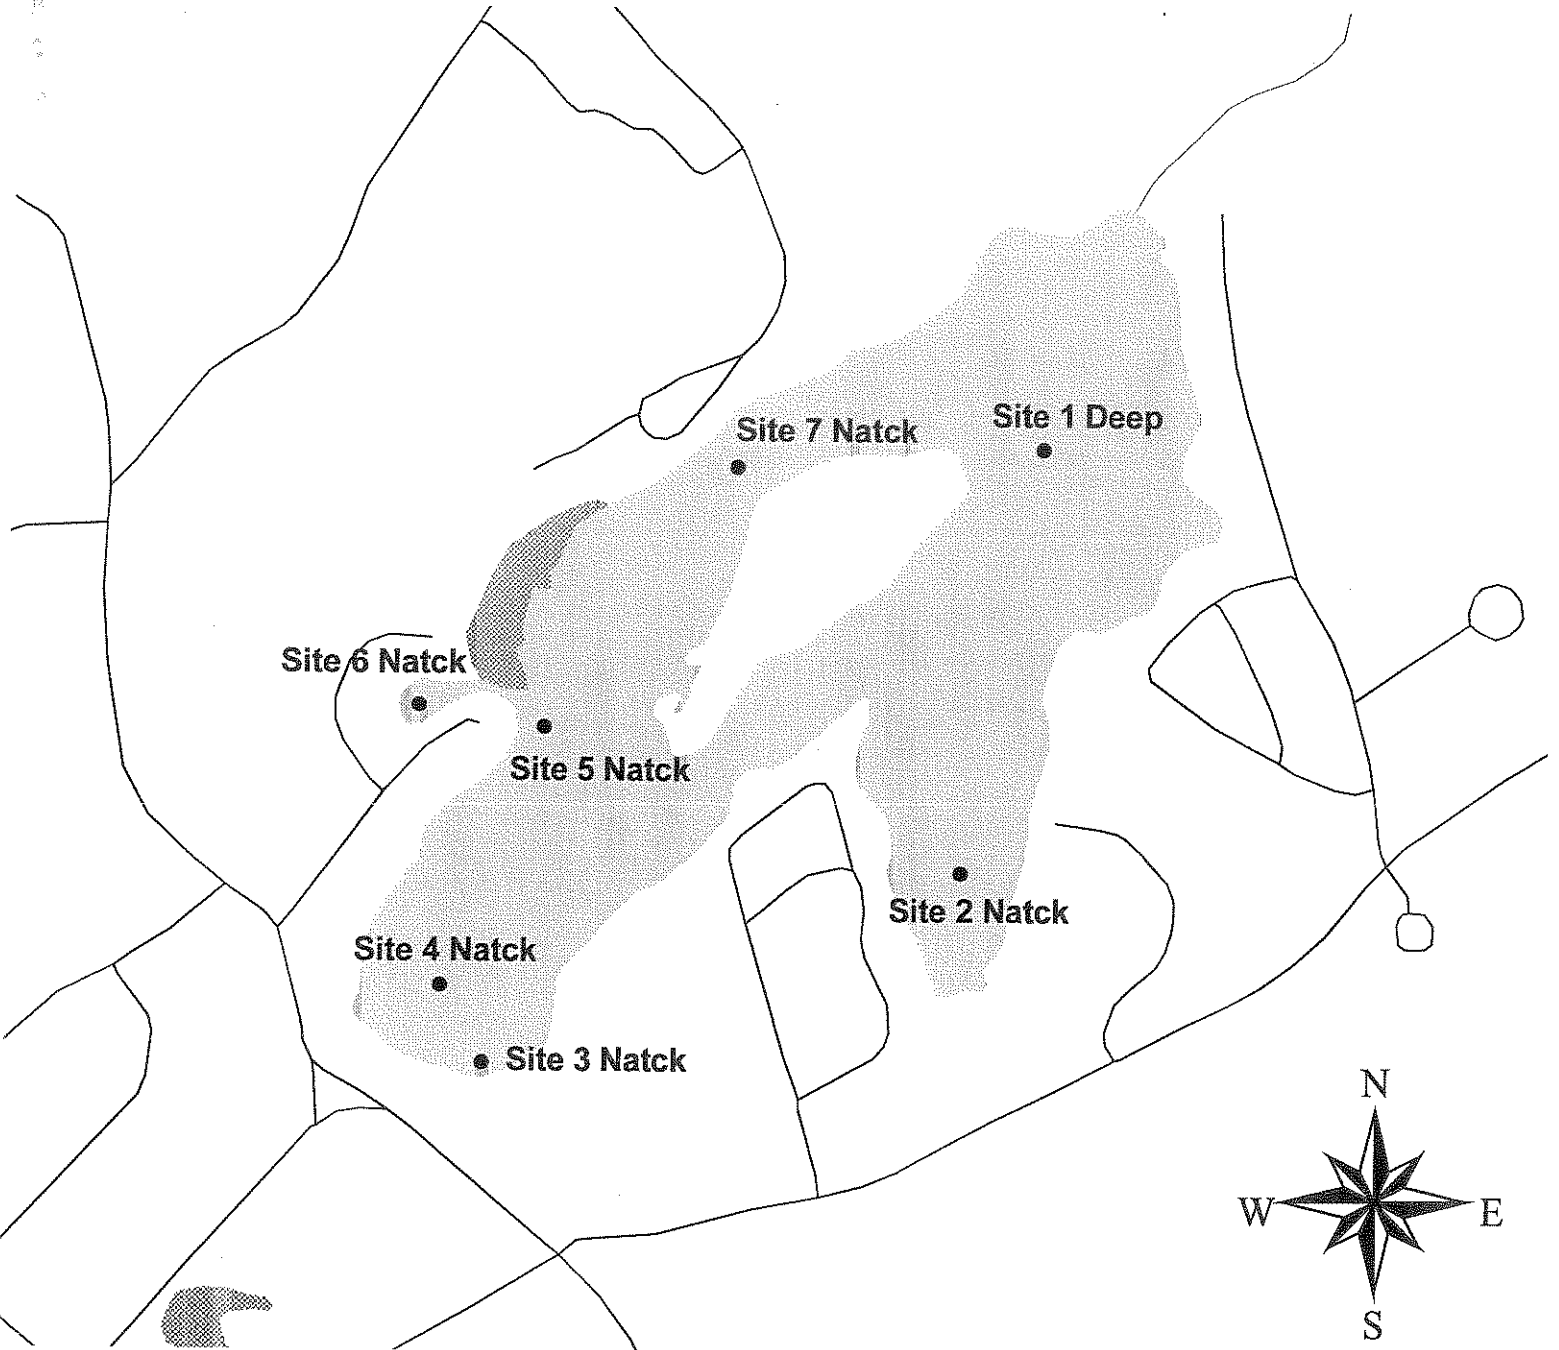 Site 1 Deep
Site 7 Natck
Site 6 Natck
Site 5 Natck
Site 2 Natck
Site 4 Natck
Site 3 Natck
N
W
E
S